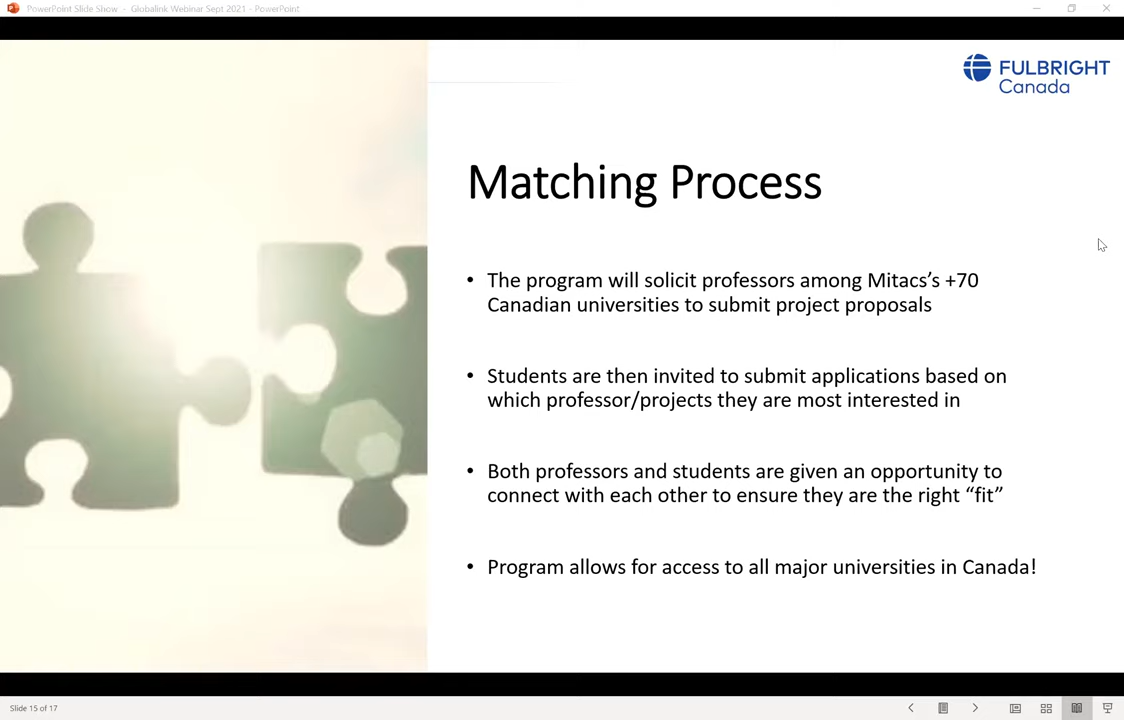 PowerPoint Slide Show - Globalink Webinar Sept 2021 - PowerPoint
FULBRIGHT
Canada
Matching Process
• The program will solicit professors among Mitacs’s +70
Canadian universities to submit project proposals
• Students are then invited to submit applications based on
which professor/projects they are most interested in
• Both professors and students are given an opportunity to
connect with each other to ensure they are the right “fit”
• Program allows for access to all major universities in Canada!
Slide 15 of 17